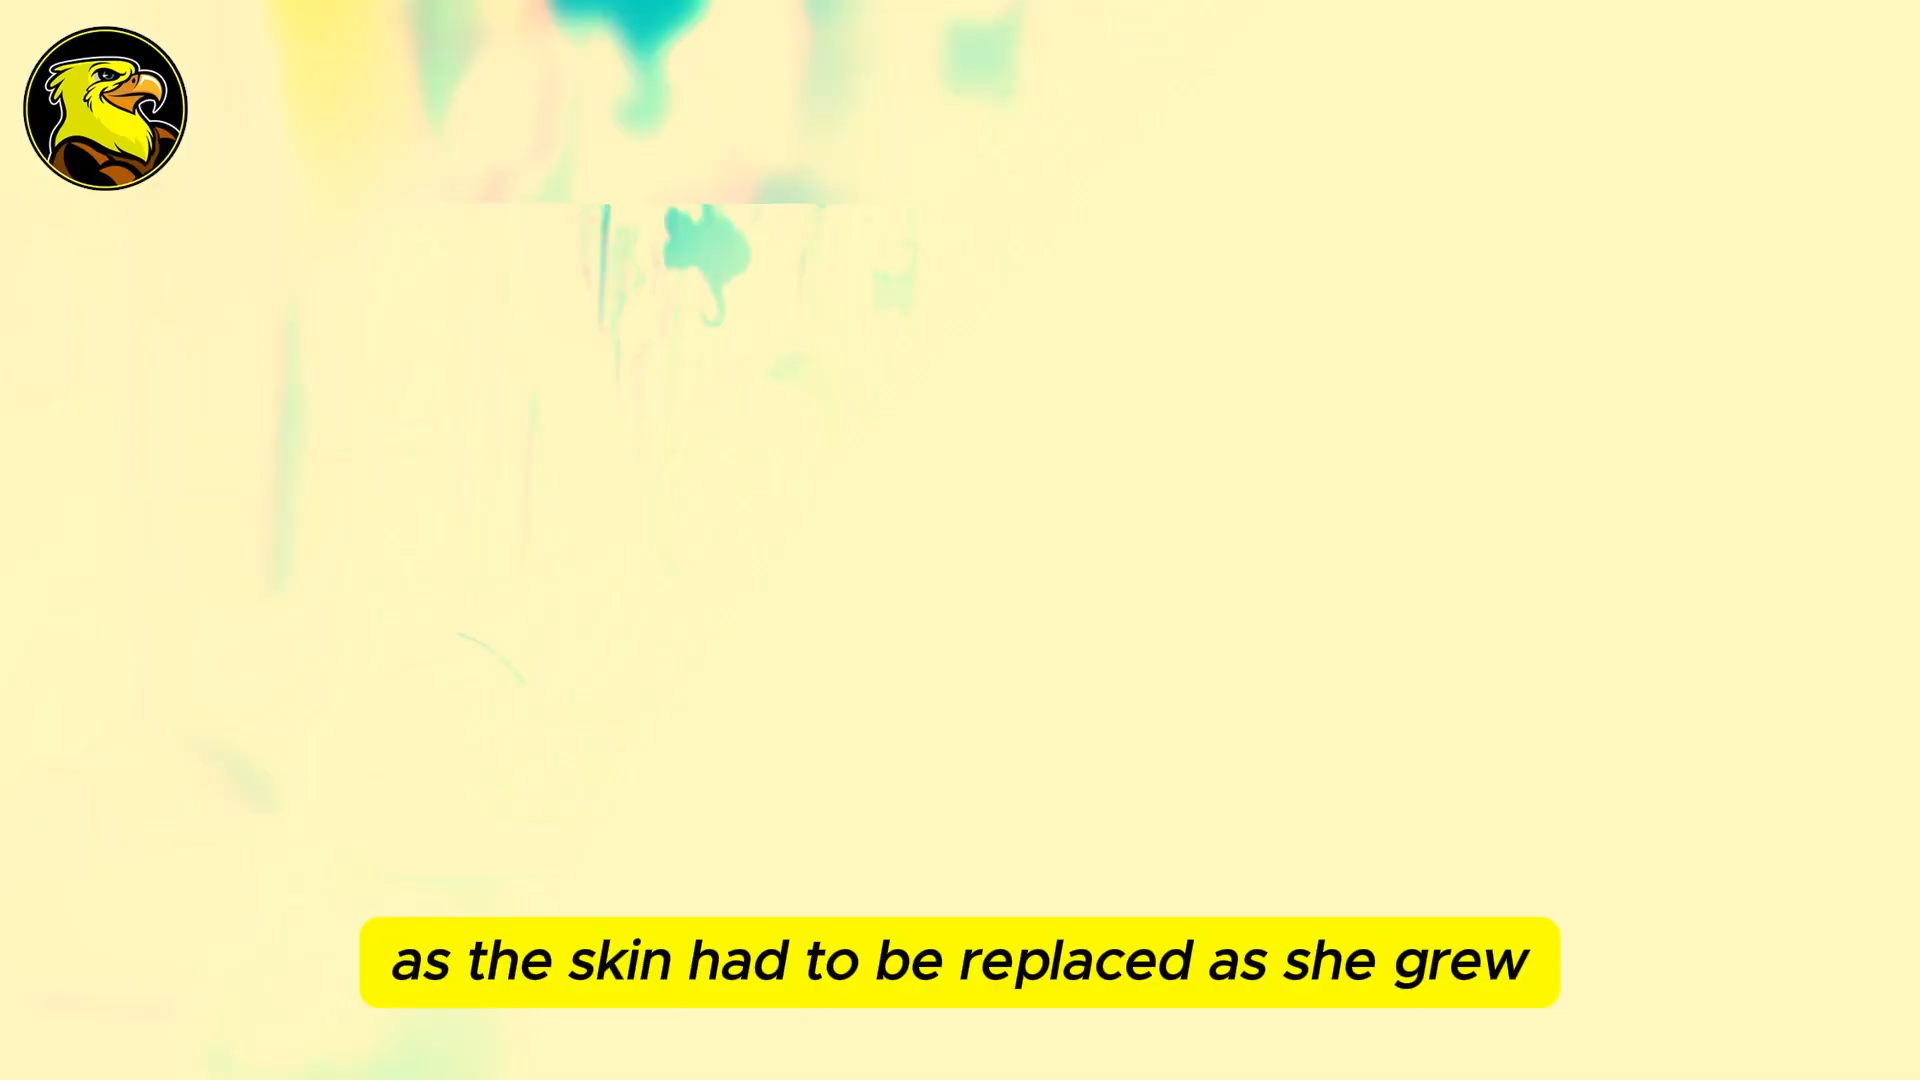 as the skin had to be replaced as she grew